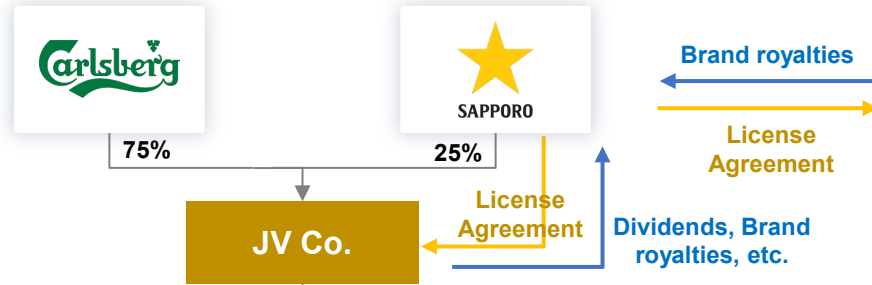 Carlsberg
SAPPORO
Brand royalties
License
Agreement
75%
25%
License
Agreement
JV Co.
Dividends, Brand
royalties, etc.